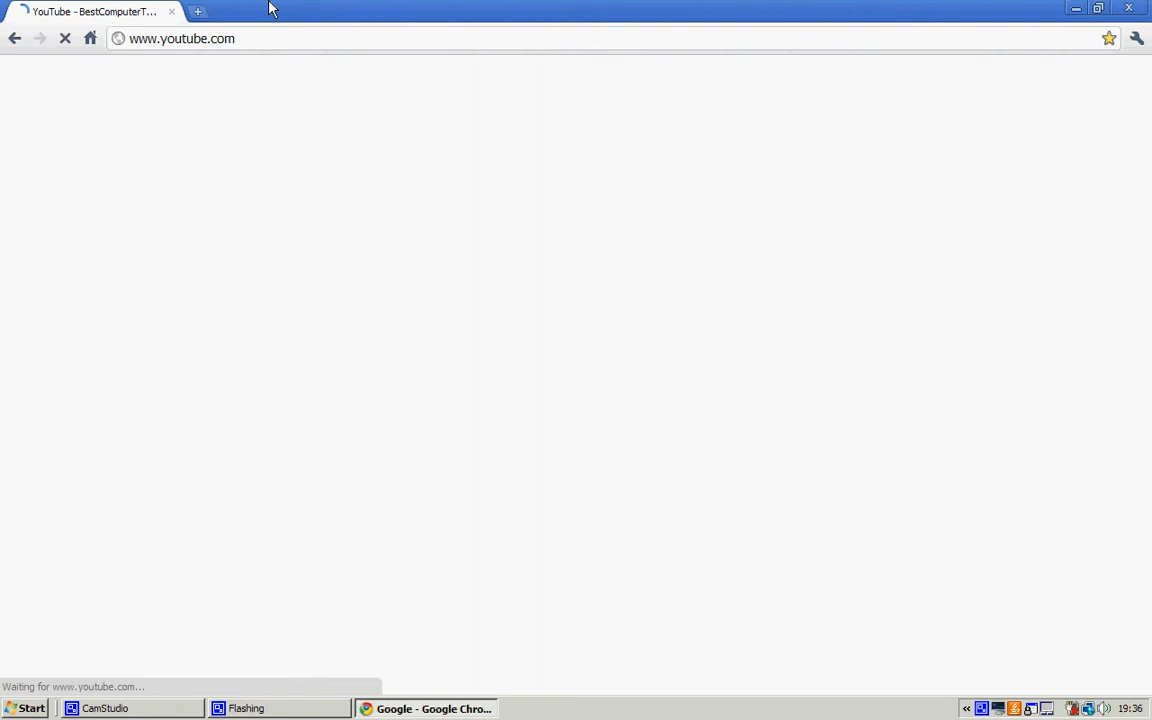 YouTube - BestComputerT...
www.youtube.com
Waiting for www.youtube.com...
Start
CamStudio
Flashing
Google - Google Chro...
«
19:36